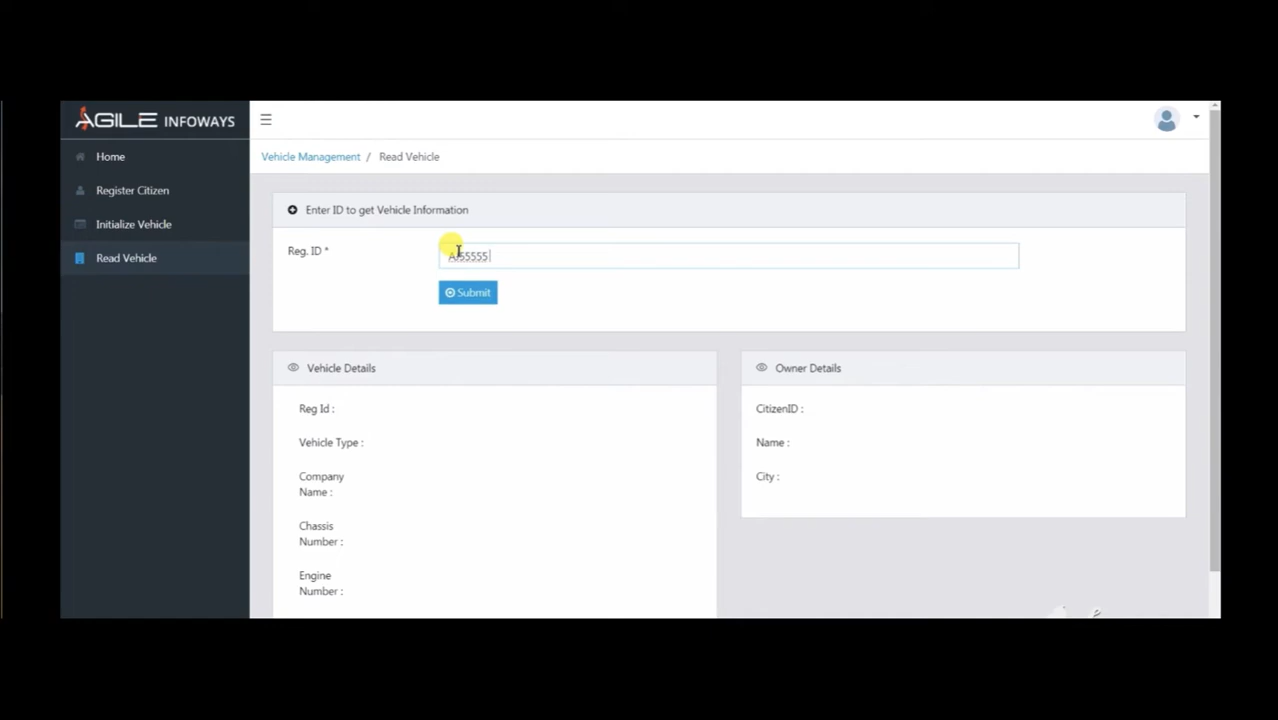 AGILE INFOWAYS
Home
Register Citizen
Initialize Vehicle
Read Vehicle
Vehicle Management / Read Vehicle
Enter ID to get Vehicle Information
Reg. ID *
Submit
Vehicle Details
Reg Id :
Vehicle Type :
Company
Name :
Chassis
Number :
Engine
Number :
Owner Details
CitizenID :
Name :
City :